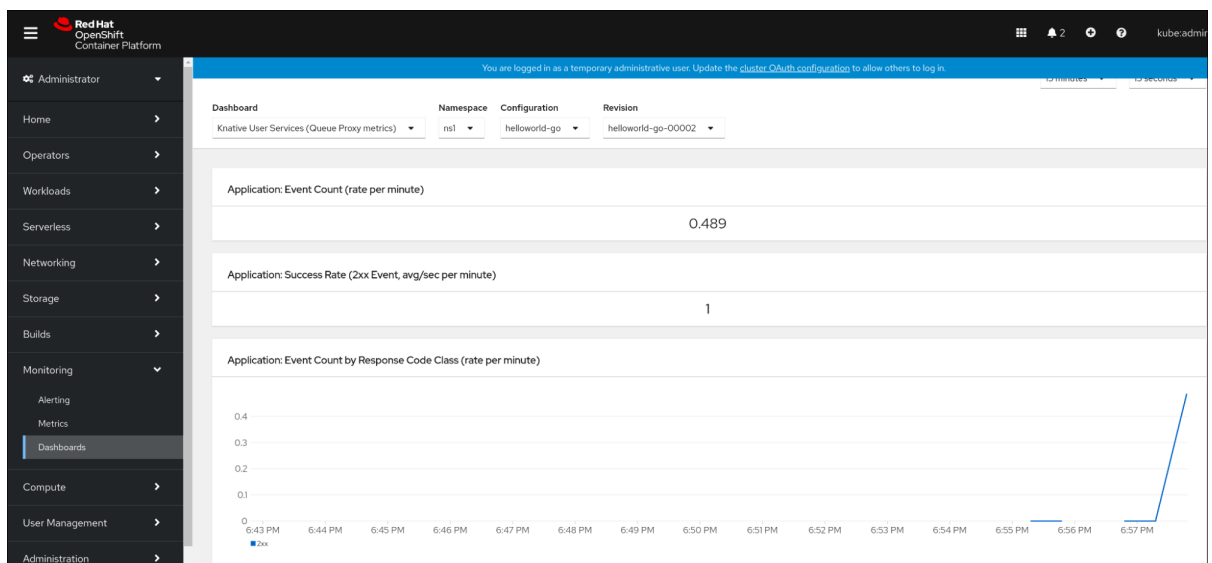 Red Hat
OpenShift
Container Platform
2
kube:admin
Administrator
You are logged in as a temporary administrative user. Update the cluster OAuth configuration to allow others to log in.
15 minutes
15 seconds
Dashboard
Namespace
Configuration
Revision
Knative User Services (Queue Proxy metrics)
ns1
helloworld-go
helloworld-go-00002
Home
Operators
Workloads
Serverless
Networking
Storage
Builds
Monitoring
Alerting
Metrics
Dashboards
Compute
User Management
Administration
Application: Event Count (rate per minute)
0.489
Application: Success Rate (2xx Event, avg/sec per minute)
1
Application: Event Count by Response Code Class (rate per minute)
0.4
0.3
0.2
0.1
0
6:43 PM 6:44 PM 6:45 PM 6:46 PM 6:47 PM 6:48 PM 6:49 PM 6:50 PM 6:51 PM 6:52 PM 6:53 PM 6:54 PM 6:55 PM 6:56 PM 6:57 PM
2xx